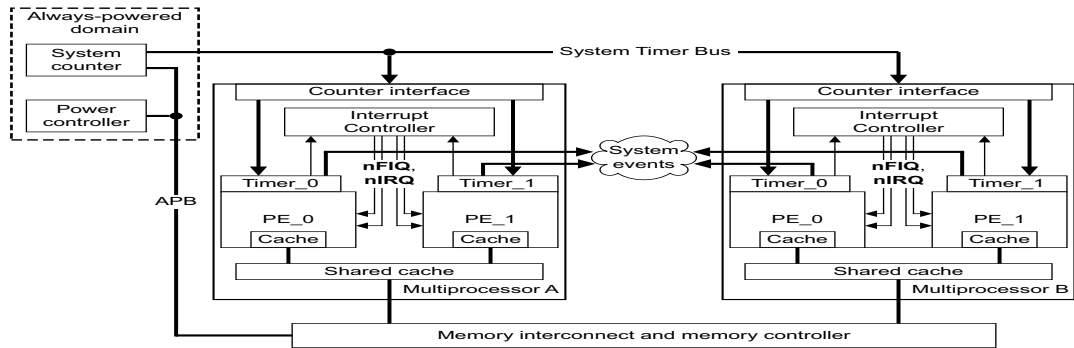 Always-powered
domain
System
counter
Power
controller
System Timer Bus
APB
Counter interface
Interrupt
Controller
nFIQ,
nIRQ
Timer_0
Timer_1
PE_0
PE_1
Cache
Cache
Shared cache
Multiprocessor A
System
events
Counter interface
Interrupt
Controller
nFIQ,
nIRQ
Timer_0
Timer_1
PE_0
PE_1
Cache
Cache
Shared cache
Multiprocessor B
Memory interconnect and memory controller